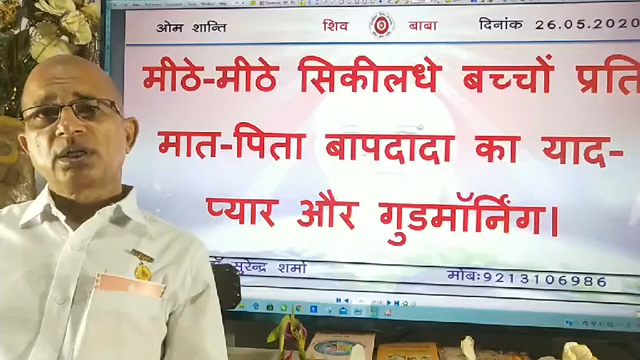 ओम शान्ति शिव बाबा दिनांक 26.05.2020
मीठे-मीठे सिकीलधे बच्चों प्रति
मात-पिता बापदादा का याद-
प्यार और गुडमॉर्निंग।
सुरेन्द्र शर्मा मोबः9213106986